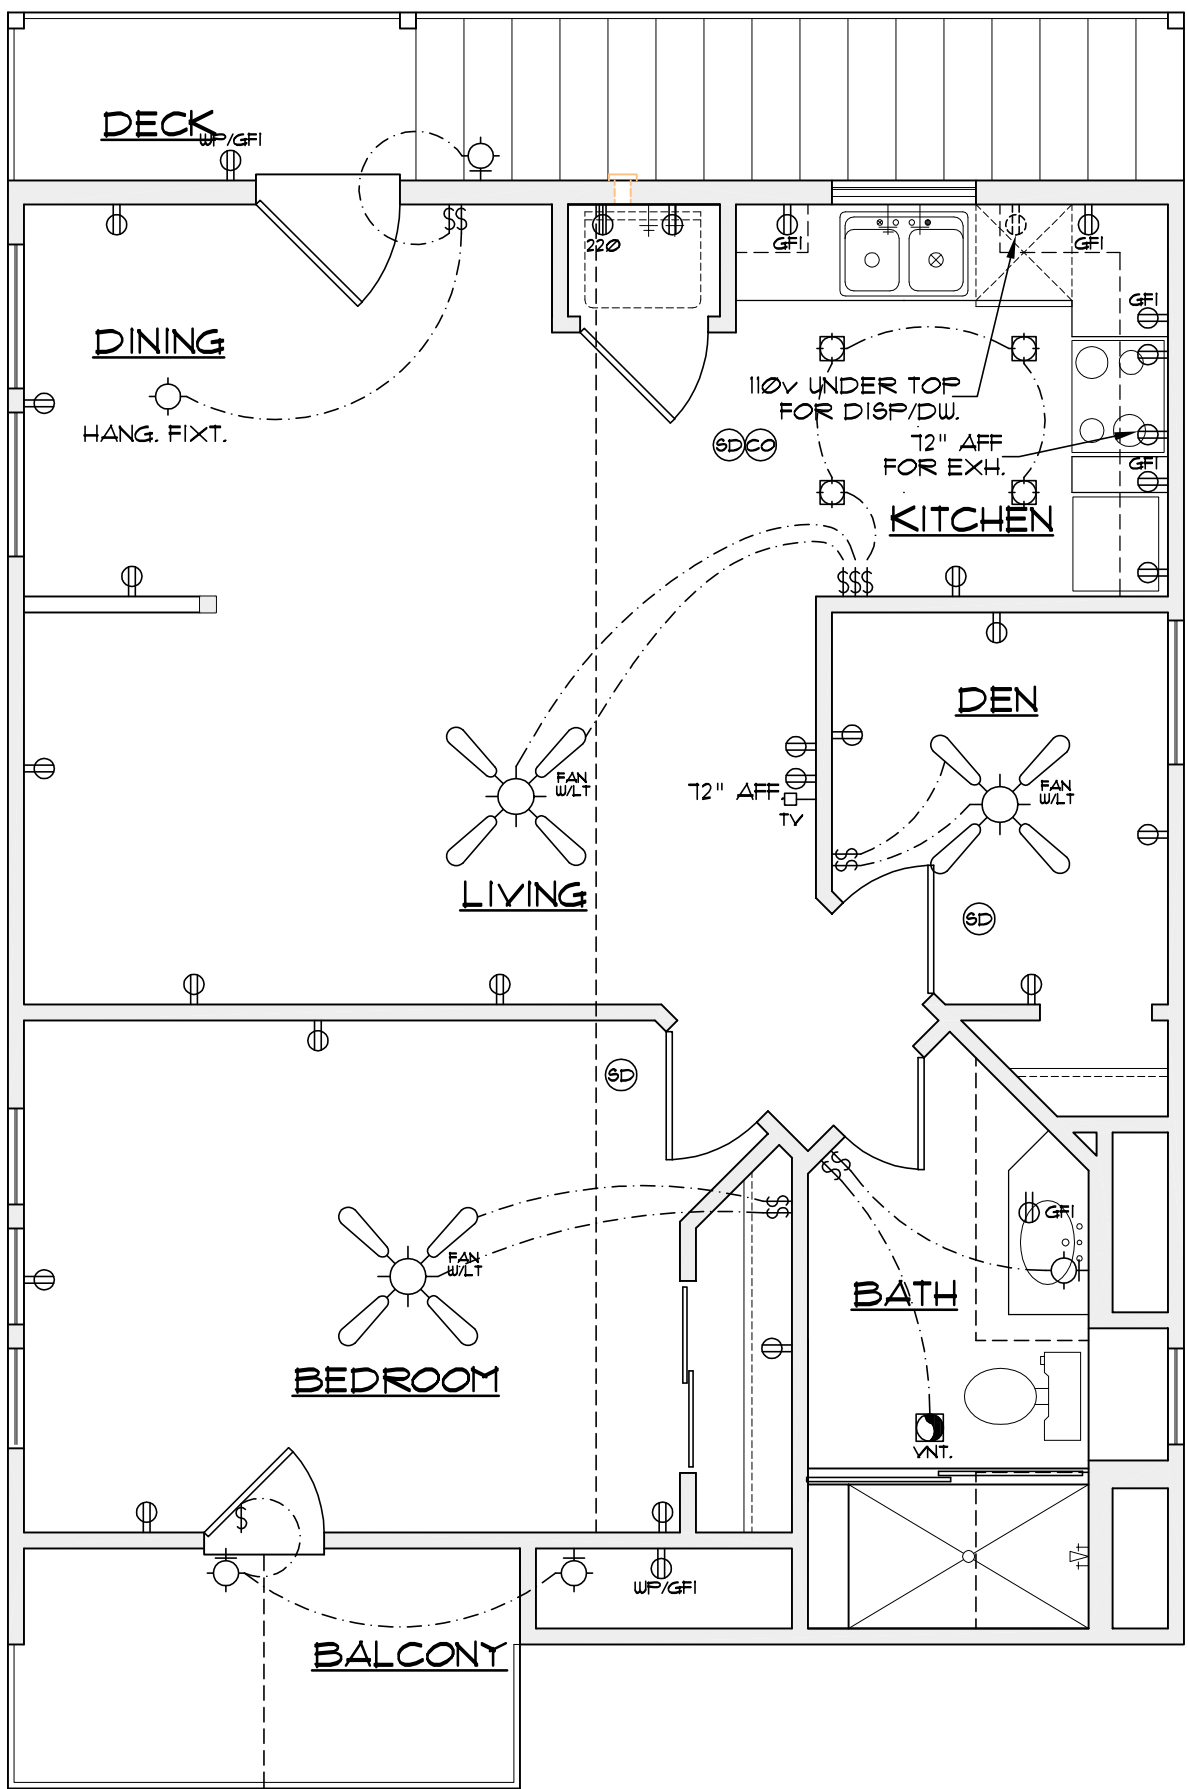 DECK
WP/GFI
220
GFI
GFI
GFI
DINING
HANG. FIXT.
110v UNDER TOP
FOR DISP/DW.
SD CO
72" AFF
FOR EXH.
GFI
KITCHEN
$$
$$$
DEN
FAN
W/LT
FAN
W/LT
72" AFF.
TV
$$
LIVING
SD
SD
$$
$$
GFI
FAN
W/LT
BATH
BEDROOM
VNT.
$
WP/GFI
BALCONY